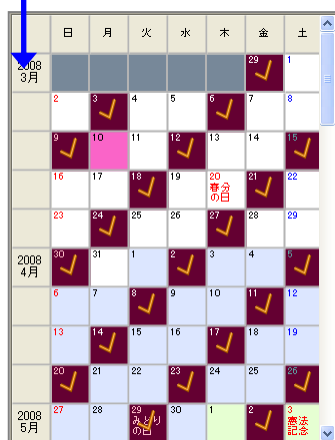 日 月 火 水 木 金 土
2008 29 1
3月
2 3 4 5 6 7 8
9 10 11 12 13 14 15
16 17 18 19 20 21 22
春分
の日
23 24 25 26 27 28 29
2008 30 31 1 2 3 4 5
4月
6 7 8 9 10 11 12
13 14 15 16 17 18 19
20 21 22 23 24 25 26
2008 27 28 29 30 1 2 3
5月 みどり 憲法
の日 記念